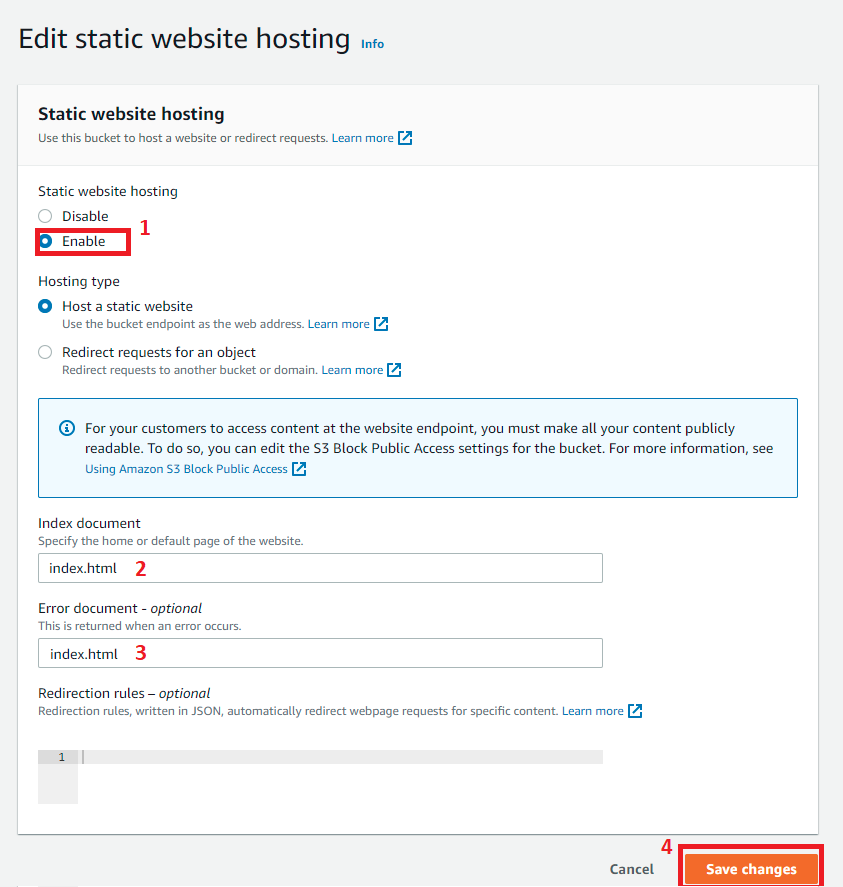 Edit static website hosting Info
Static website hosting
Use this bucket to host a website or redirect requests. Learn more
Static website hosting
Disable
1
Enable
Hosting type
Host a static website
Use the bucket endpoint as the web address. Learn more
Redirect requests for an object
Redirect requests to another bucket or domain. Learn more
For your customers to access content at the website endpoint, you must make all your content publicly
readable. To do so, you can edit the S3 Block Public Access settings for the bucket. For more information, see
Using Amazon S3 Block Public Access
Index document
Specify the home or default page of the website.
index.html 2
Error document - optional
This is returned when an error occurs.
index.html 3
Redirection rules – optional
Redirection rules, written in JSON, automatically redirect webpage requests for specific content. Learn more
1
4
Cancel Save changes